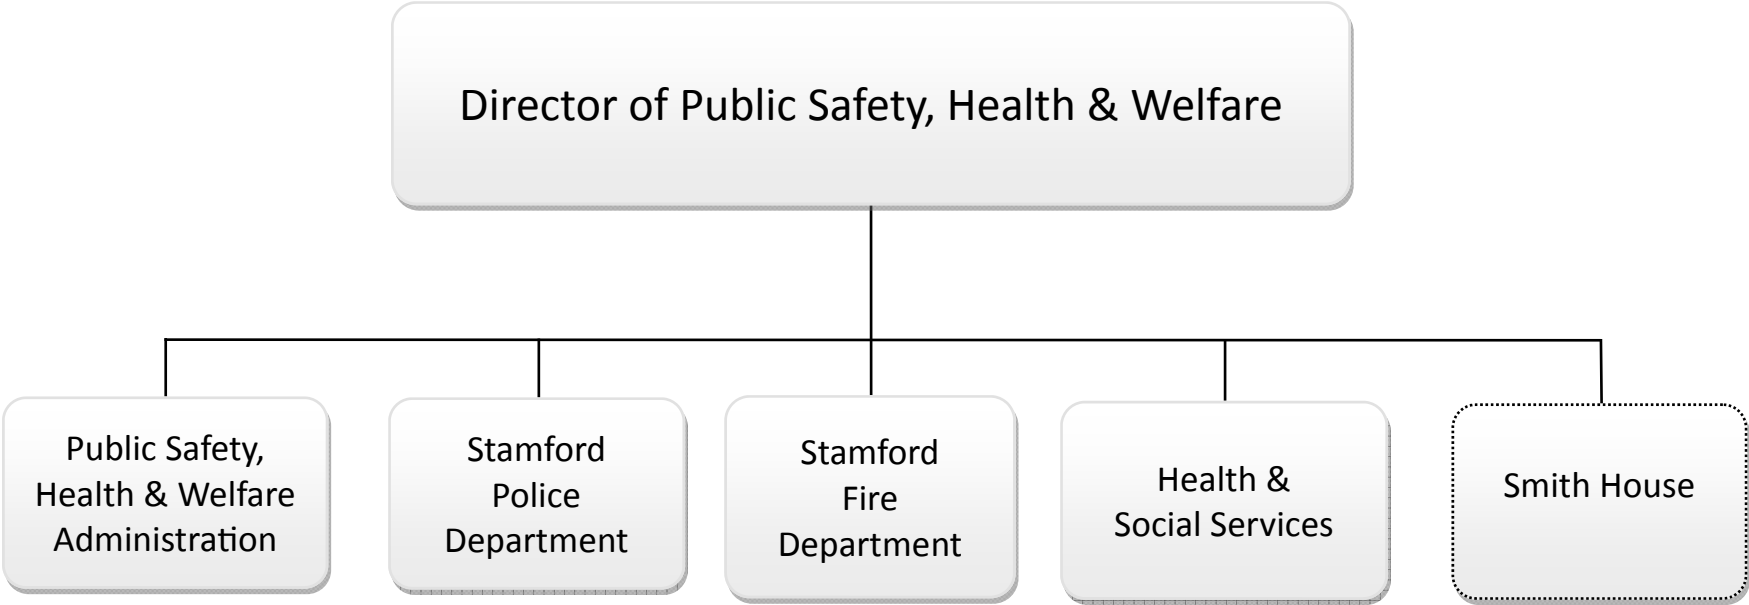 Director of Public Safety, Health & Welfare
Public Safety,
Health & Welfare
Administration
Stamford
Police
Department
Stamford
Fire
Department
Health &
Social Services
Smith House